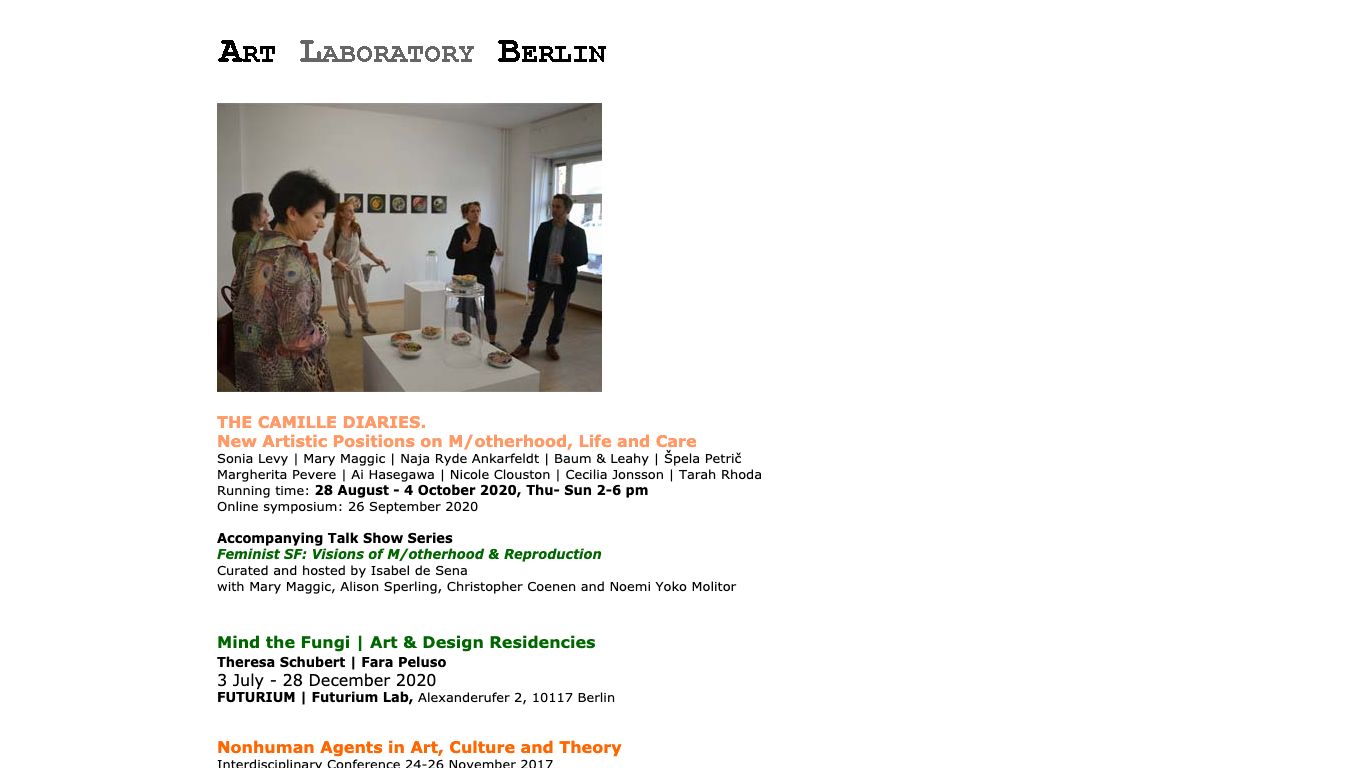 Art Laboratory Berlin
THE CAMILLE DIARIES.
New Artistic Positions on M/otherhood, Life and Care
Sonia Levy | Mary Maggic | Naja Ryde Ankarfeldt | Baum & Leahy | Špela Petrič
Margherita Pevere | Ai Hasegawa | Nicole Clouston | Cecilia Jonsson | Tarah Rhoda
Running time: 28 August - 4 October 2020, Thu- Sun 2-6 pm
Online symposium: 26 September 2020
Accompanying Talk Show Series
Feminist SF: Visions of M/otherhood & Reproduction
Curated and hosted by Isabel de Sena
with Mary Maggic, Alison Sperling, Christopher Coenen and Noemi Yoko Molitor
Mind the Fungi | Art & Design Residencies
Theresa Schubert | Fara Peluso
3 July - 28 December 2020
FUTURIUM | Futurium Lab, Alexanderufer 2, 10117 Berlin
Nonhuman Agents in Art, Culture and Theory
Interdisciplinary Conference 24-26 November 2017